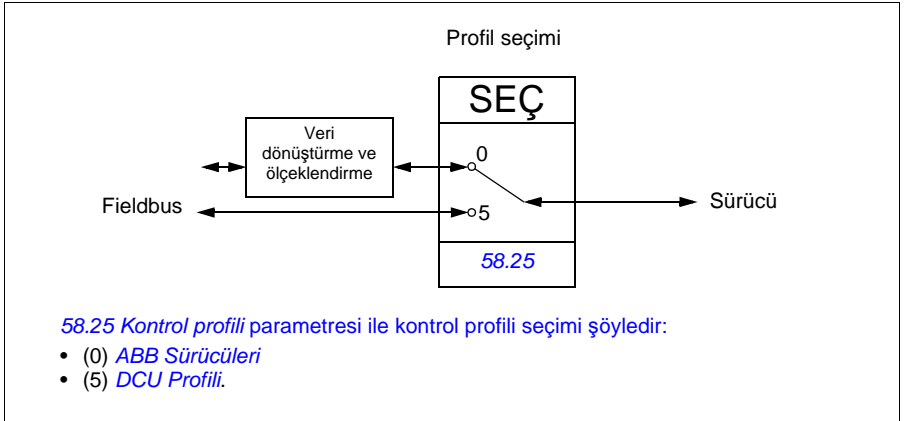 Profil seçimi
SEÇ
Veri
dönüştürme ve
ölçeklendirme
0
Fieldbus
5
Sürücü
58.25
58.25 Kontrol profili parametresi ile kontrol profili seçimi şöyledir:
• (0) ABB Sürücüleri
• (5) DCU Profili.